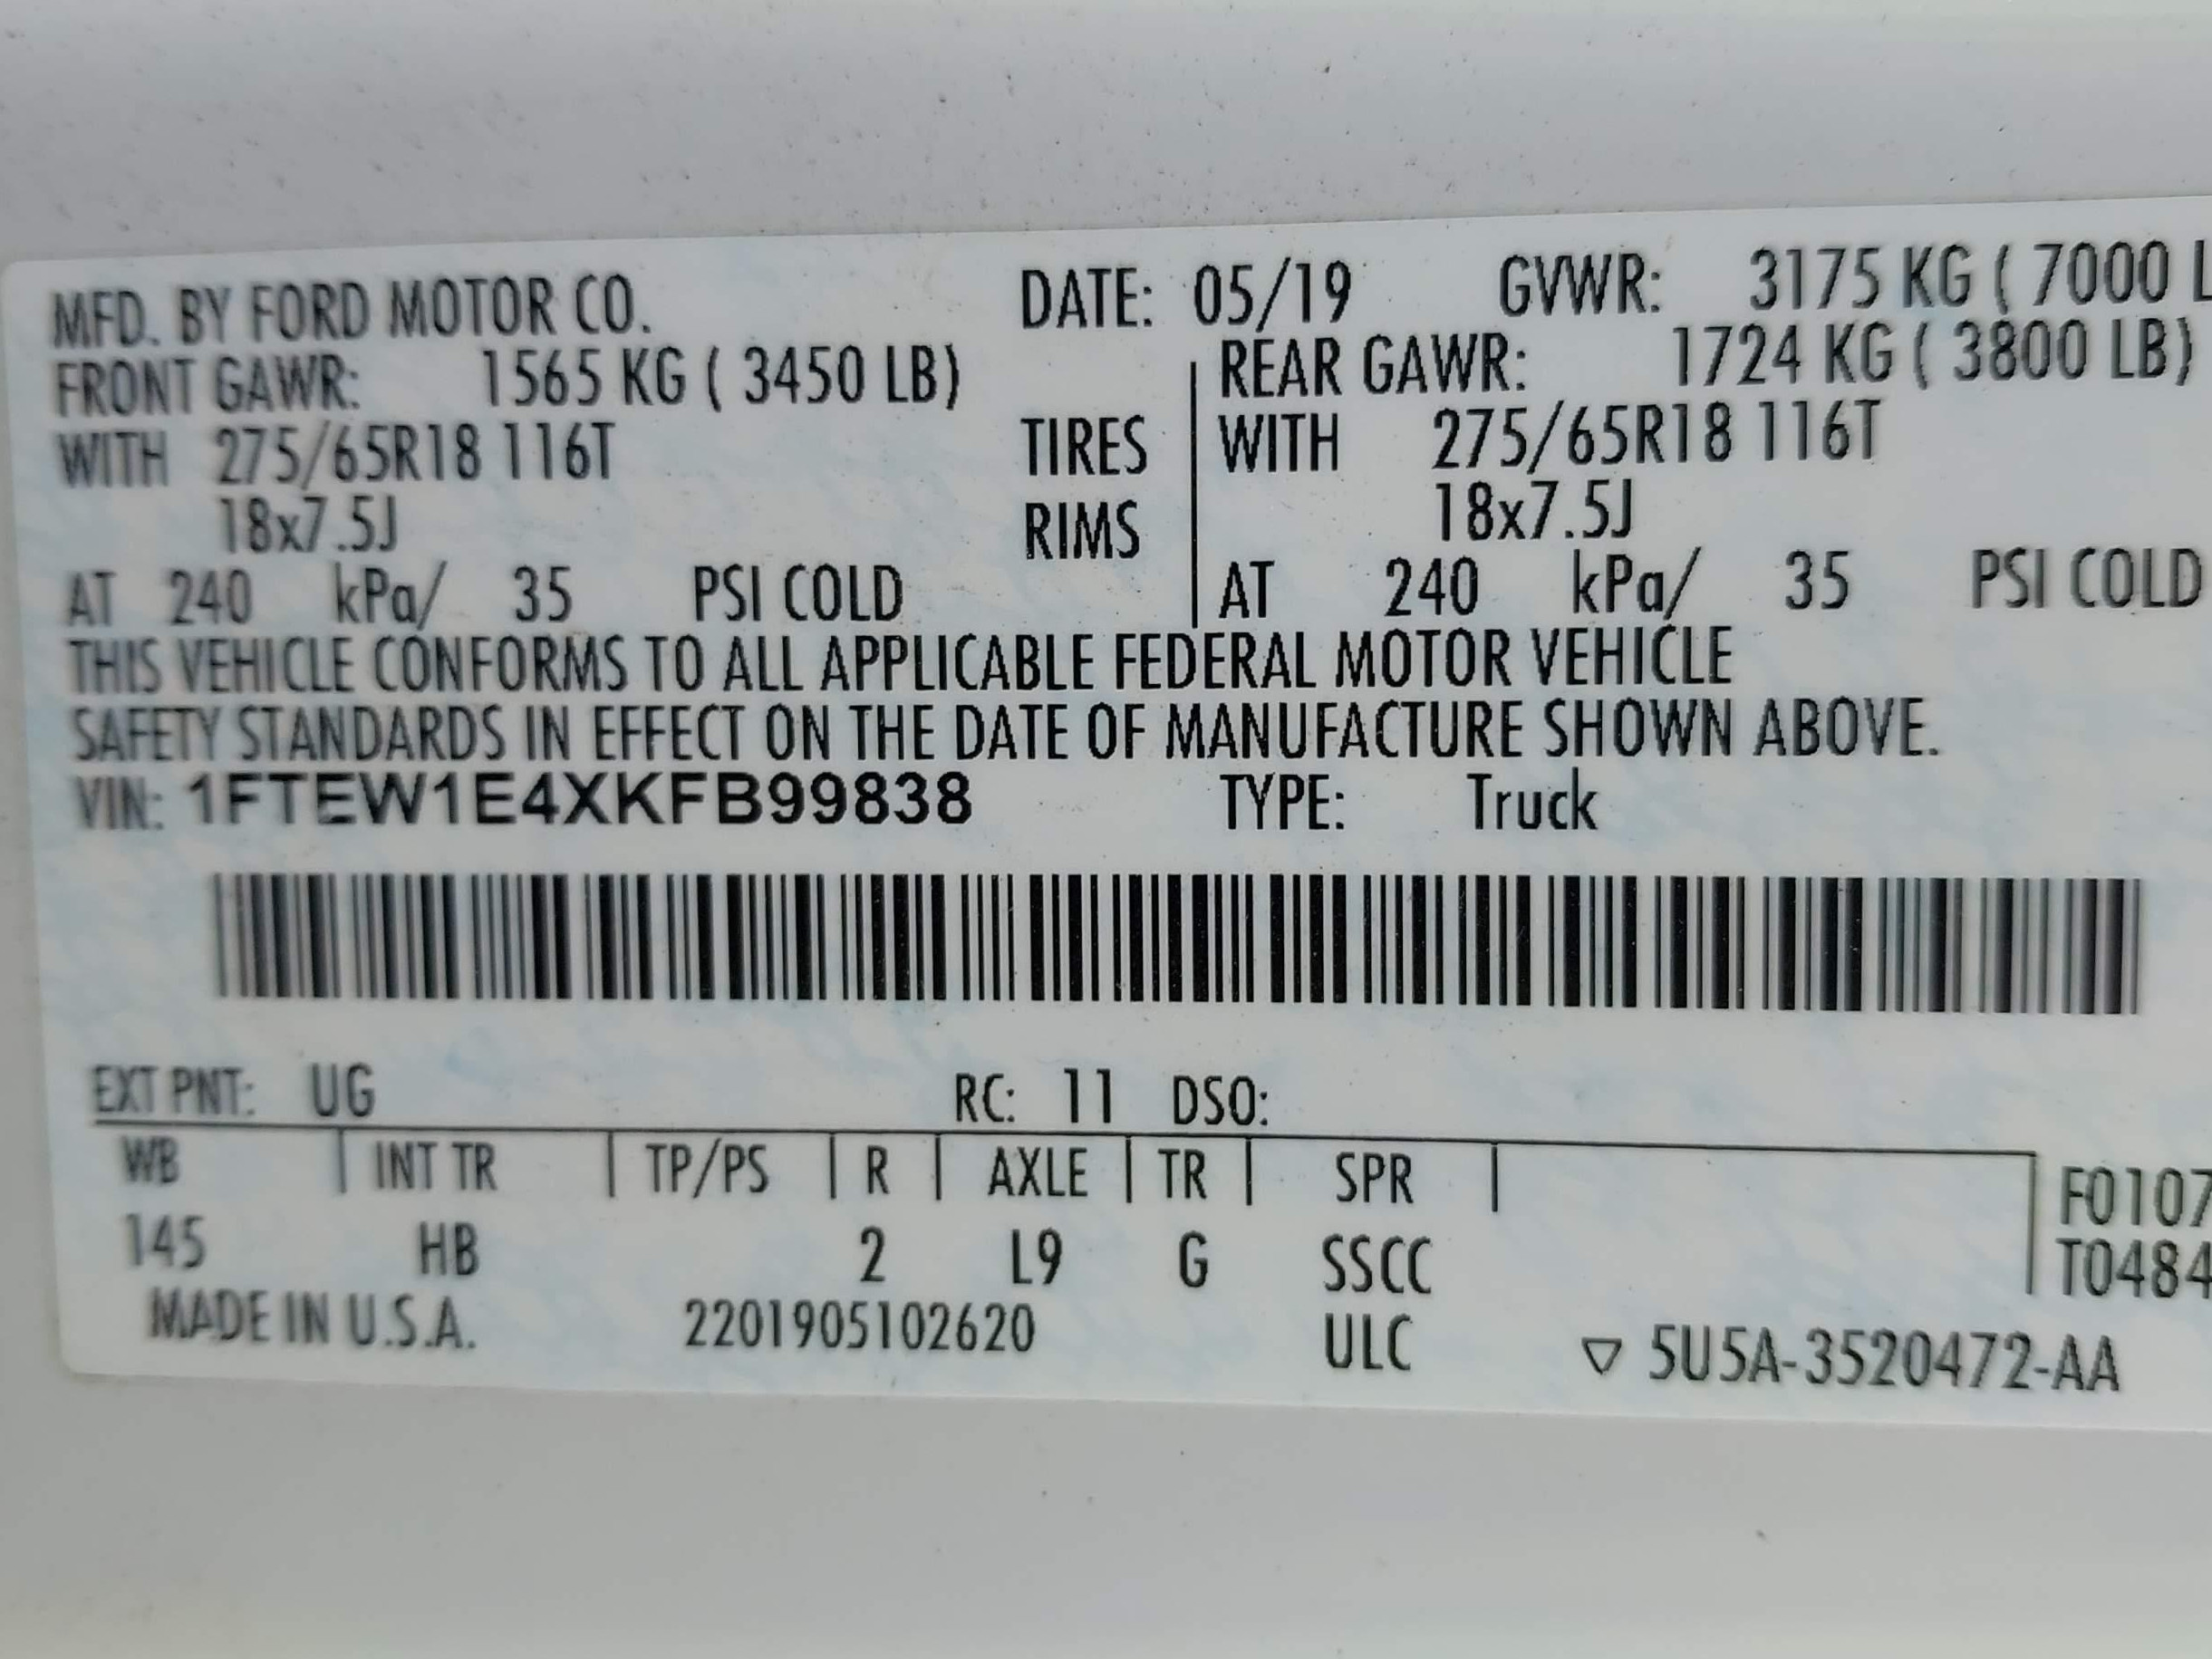 MFD. BY FORD MOTOR CO. DATE: 05/19 GVWR: 3175 KG ( 7000 L
FRONT GAWR: 1565 KG ( 3450 LB) REAR GAWR: 1724 KG ( 3800 LB)
WITH 275/65R18 116T TIRES WITH 275/65R18 116T
18x7.5J RIMS 18x7.5J
AT 240 kPa/ 35 PSI COLD AT 240 kPa/ 35 PSI COLD
THIS VEHICLE CONFORMS TO ALL APPLICABLE FEDERAL MOTOR VEHICLE
SAFETY STANDARDS IN EFFECT ON THE DATE OF MANUFACTURE SHOWN ABOVE.
VIN: 1FTEW1E4XKFB99838 TYPE: Truck
EXT PNT: UG RC: 11 DSO:
WB INT TR TP/PS R AXLE TR SPR F0107
145 HB 2 L9 G SSCC T0484
MADE IN U.S.A. 2201905102620 ULC ▽ 5U5A-3520472-AA